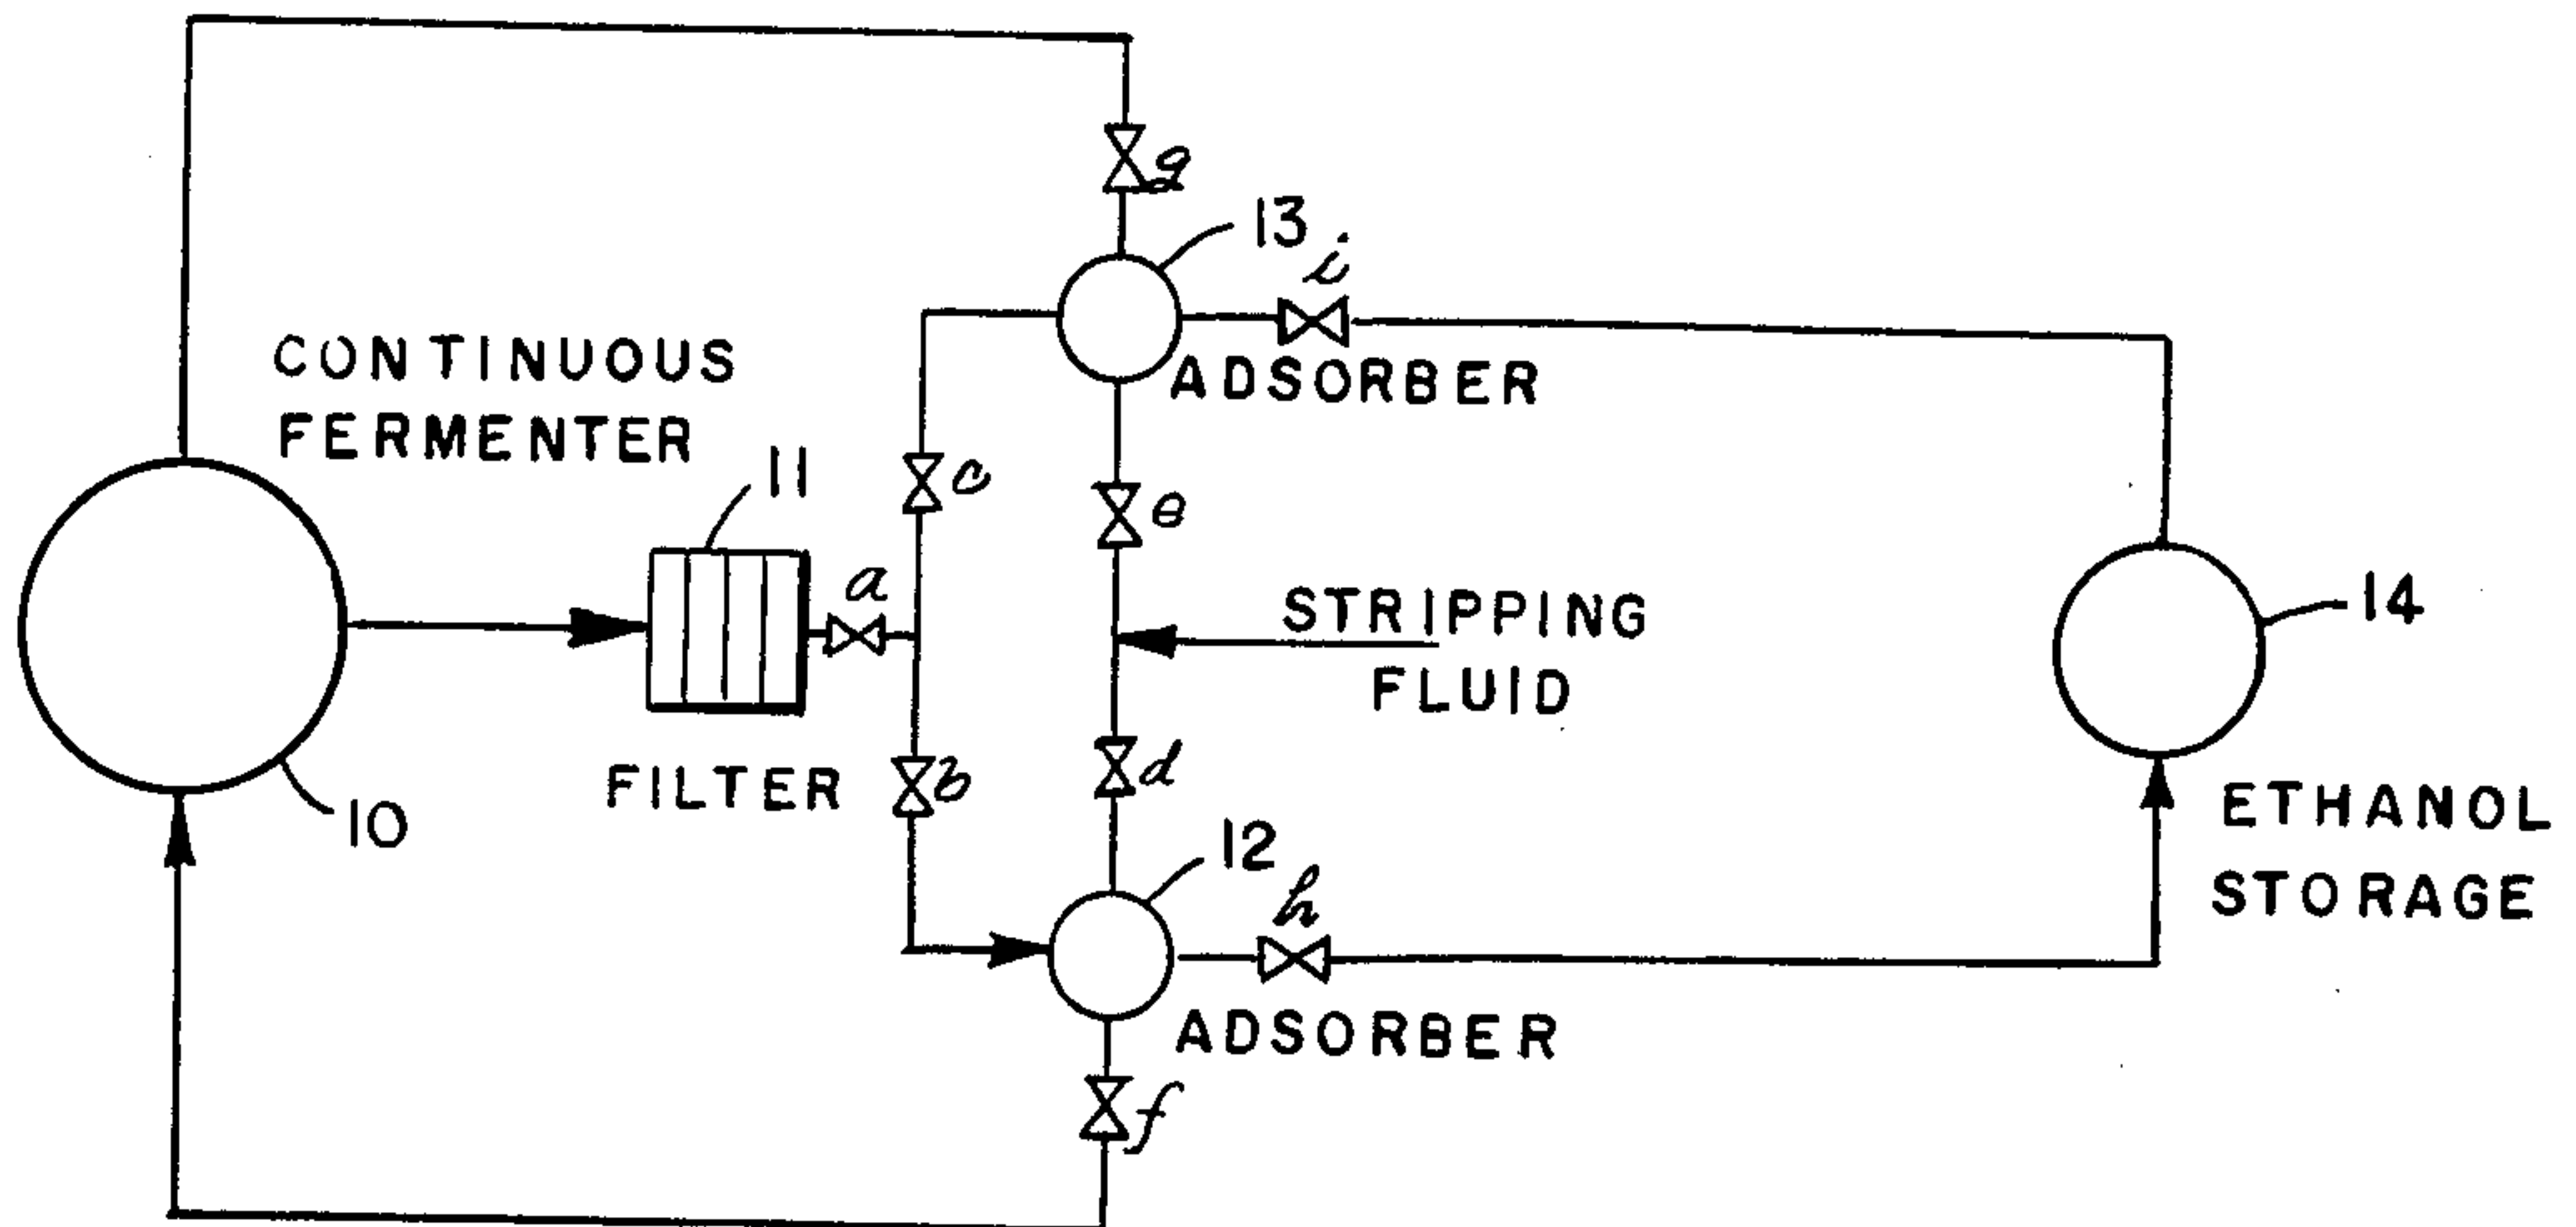 g
13
i
CONTINUOUS
FERMENTER
ADSORBER
11
c
e
a
STRIPPING
FLUID
14
FILTER
b
d
10
12
h
ETHANOL
STORAGE
ADSORBER
f